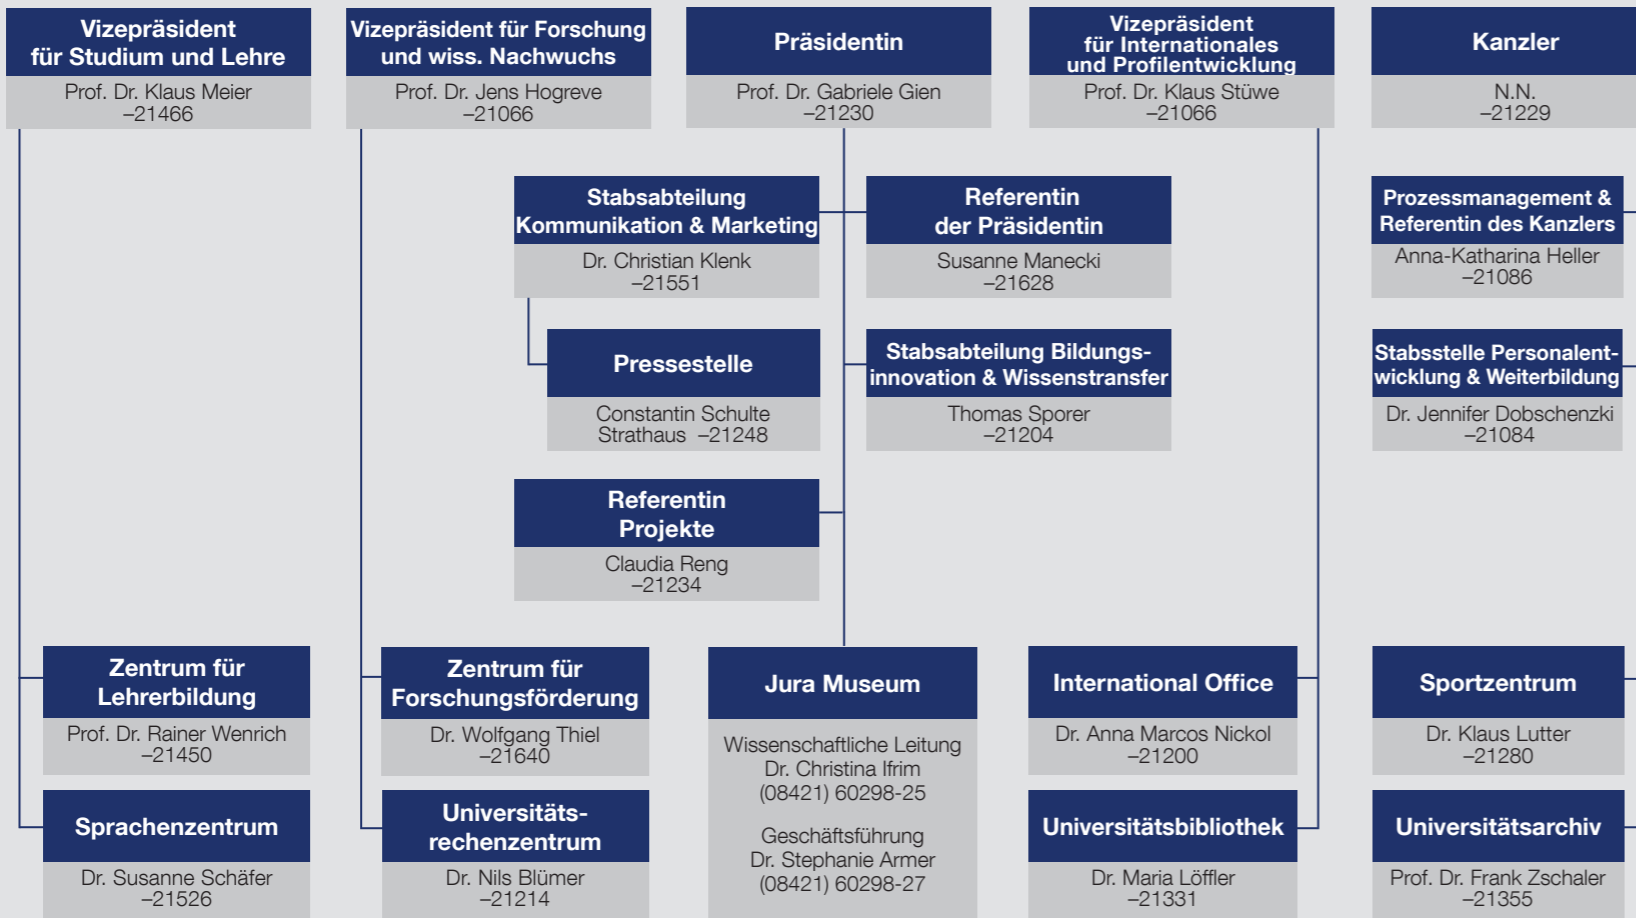 Vizepräsident
für Studium und Lehre
Prof. Dr. Klaus Meier
–21466
Vizepräsident für Forschung
und wiss. Nachwuchs
Prof. Dr. Jens Hogreve
–21066
Präsidentin
Prof. Dr. Gabriele Gien
–21230
Vizepräsident
für Internationales
und Profilentwicklung
Prof. Dr. Klaus Stüwe
–21066
Kanzler
N.N.
–21229
Stabsabteilung
Kommunikation & Marketing
Dr. Christian Klenk
–21551
Referentin
der Präsidentin
Susanne Manecki
–21628
Prozessmanagement &
Referentin des Kanzlers
Anna-Katharina Heller
–21086
Pressestelle
Constantin Schulte
Strathaus –21248
Stabsabteilung Bildungs-
innovation & Wissenstransfer
Thomas Sporer
–21204
Stabsstelle Personalent-
wicklung & Weiterbildung
Dr. Jennifer Dobschenzki
–21084
Referentin
Projekte
Claudia Reng
–21234
Zentrum für
Lehrerbildung
Prof. Dr. Rainer Wenrich
–21450
Zentrum für
Forschungsförderung
Dr. Wolfgang Thiel
–21640
Jura Museum
Wissenschaftliche Leitung
Dr. Christina Ifrim
(08421) 60298-25
Geschäftsführung
Dr. Stephanie Armer
(08421) 60298-27
International Office
Dr. Anna Marcos Nickol
–21200
Sportzentrum
Dr. Klaus Lutter
–21280
Sprachenzentrum
Dr. Susanne Schäfer
–21526
Universitäts-
rechenzentrum
Dr. Nils Blümer
–21214
Universitätsbibliothek
Dr. Maria Löffler
–21331
Universitätsarchiv
Prof. Dr. Frank Zschaler
–21355